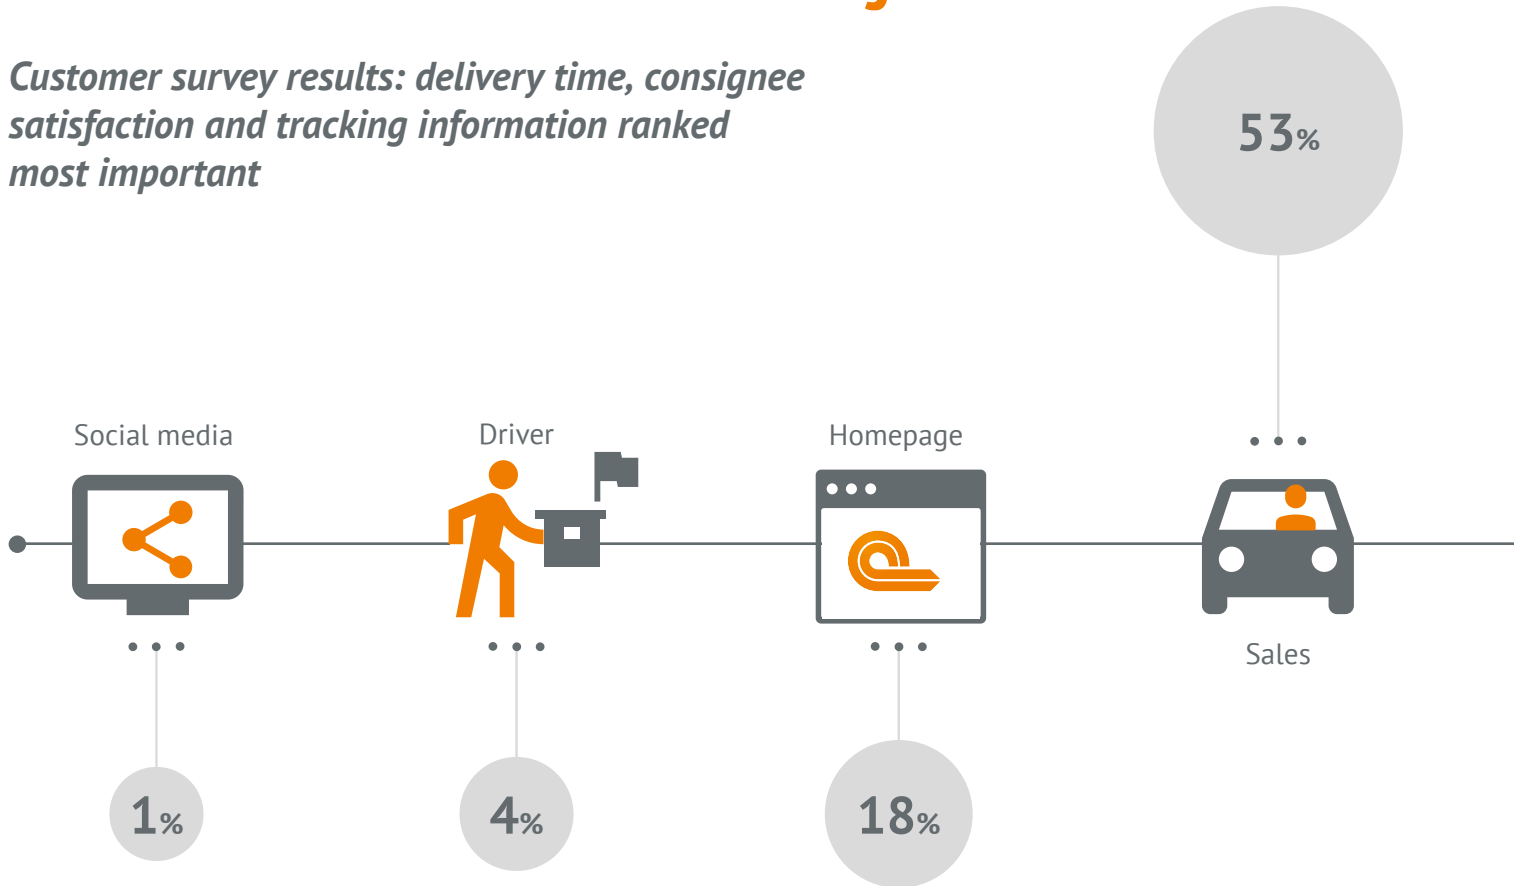 Customer survey results: delivery time, consignee
satisfaction and tracking information ranked
most important
53%
Social media
Driver
Homepage
Sales
1%
4%
18%